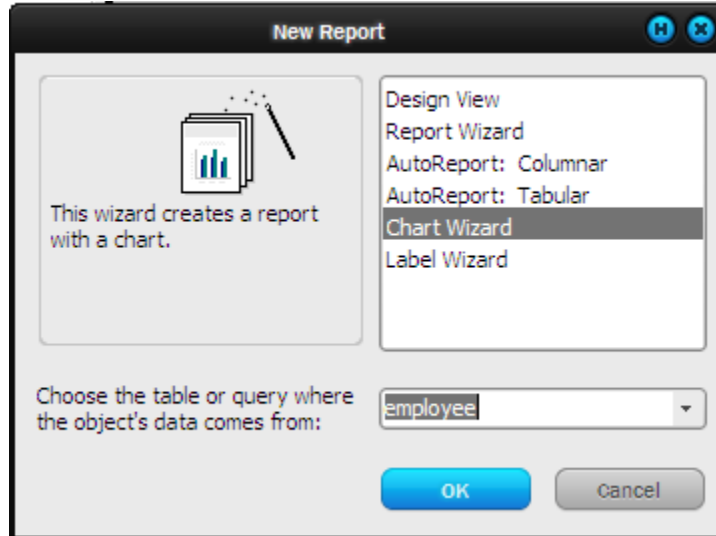 New Report
H
Design View
Report Wizard
AutoReport: Columnar
AutoReport: Tabular
Chart Wizard
Label Wizard
This wizard creates a report
with a chart.
Choose the table or query where
the object's data comes from:
employee
OK
Cancel